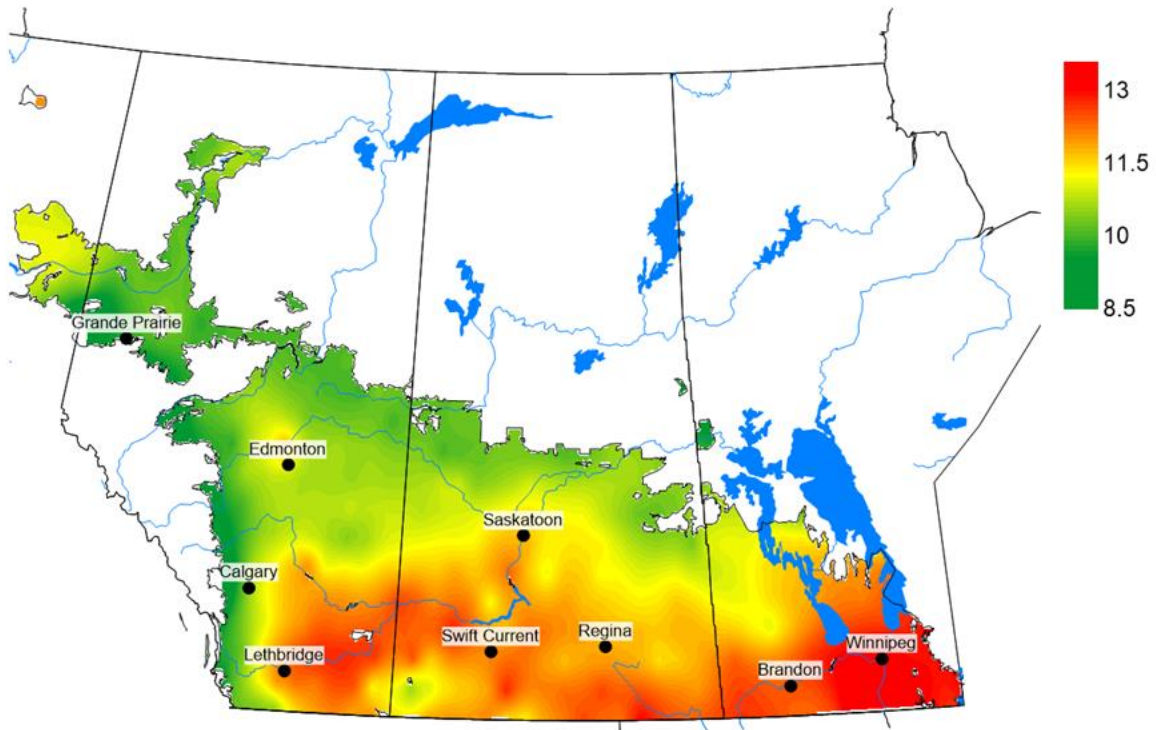 13
11.5
10
8.5
Grande Prairie
Edmonton
Saskatoon
Calgary
Swift Current
Regina
Lethbridge
Winnipeg
Brandon